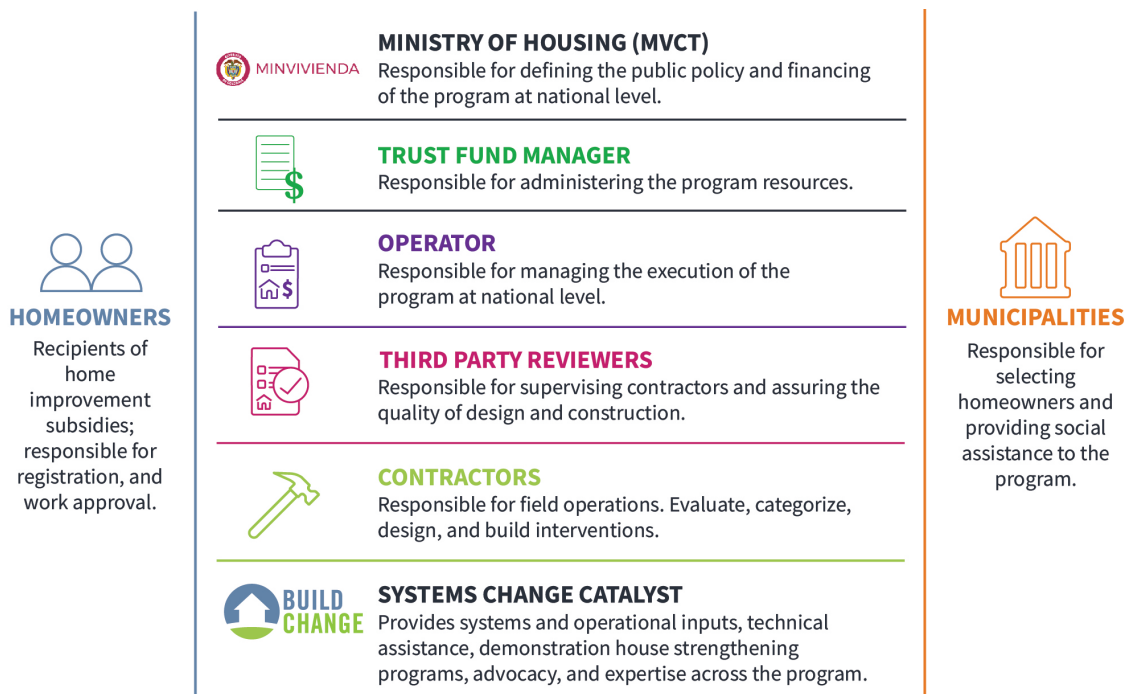 MINVIVIENDA
MINISTRY OF HOUSING (MVCT)
Responsible for defining the public policy and financing
of the program at national level.
$
TRUST FUND MANAGER
Responsible for administering the program resources.
$
OPERATOR
Responsible for managing the execution of the
program at national level.
THIRD PARTY REVIEWERS
Responsible for supervising contractors and assuring the
quality of design and construction.
CONTRACTORS
Responsible for field operations. Evaluate, categorize,
design, and build interventions.
BUILD
CHANGE
SYSTEMS CHANGE CATALYST
Provides systems and operational inputs, technical
assistance, demonstration house strengthening
programs, advocacy, and expertise across the program.
HOMEOWNERS
Recipients of
home
improvement
subsidies;
responsible for
registration, and
work approval.
MUNICIPALITIES
Responsible for
selecting
homeowners and
providing social
assistance to the
program.